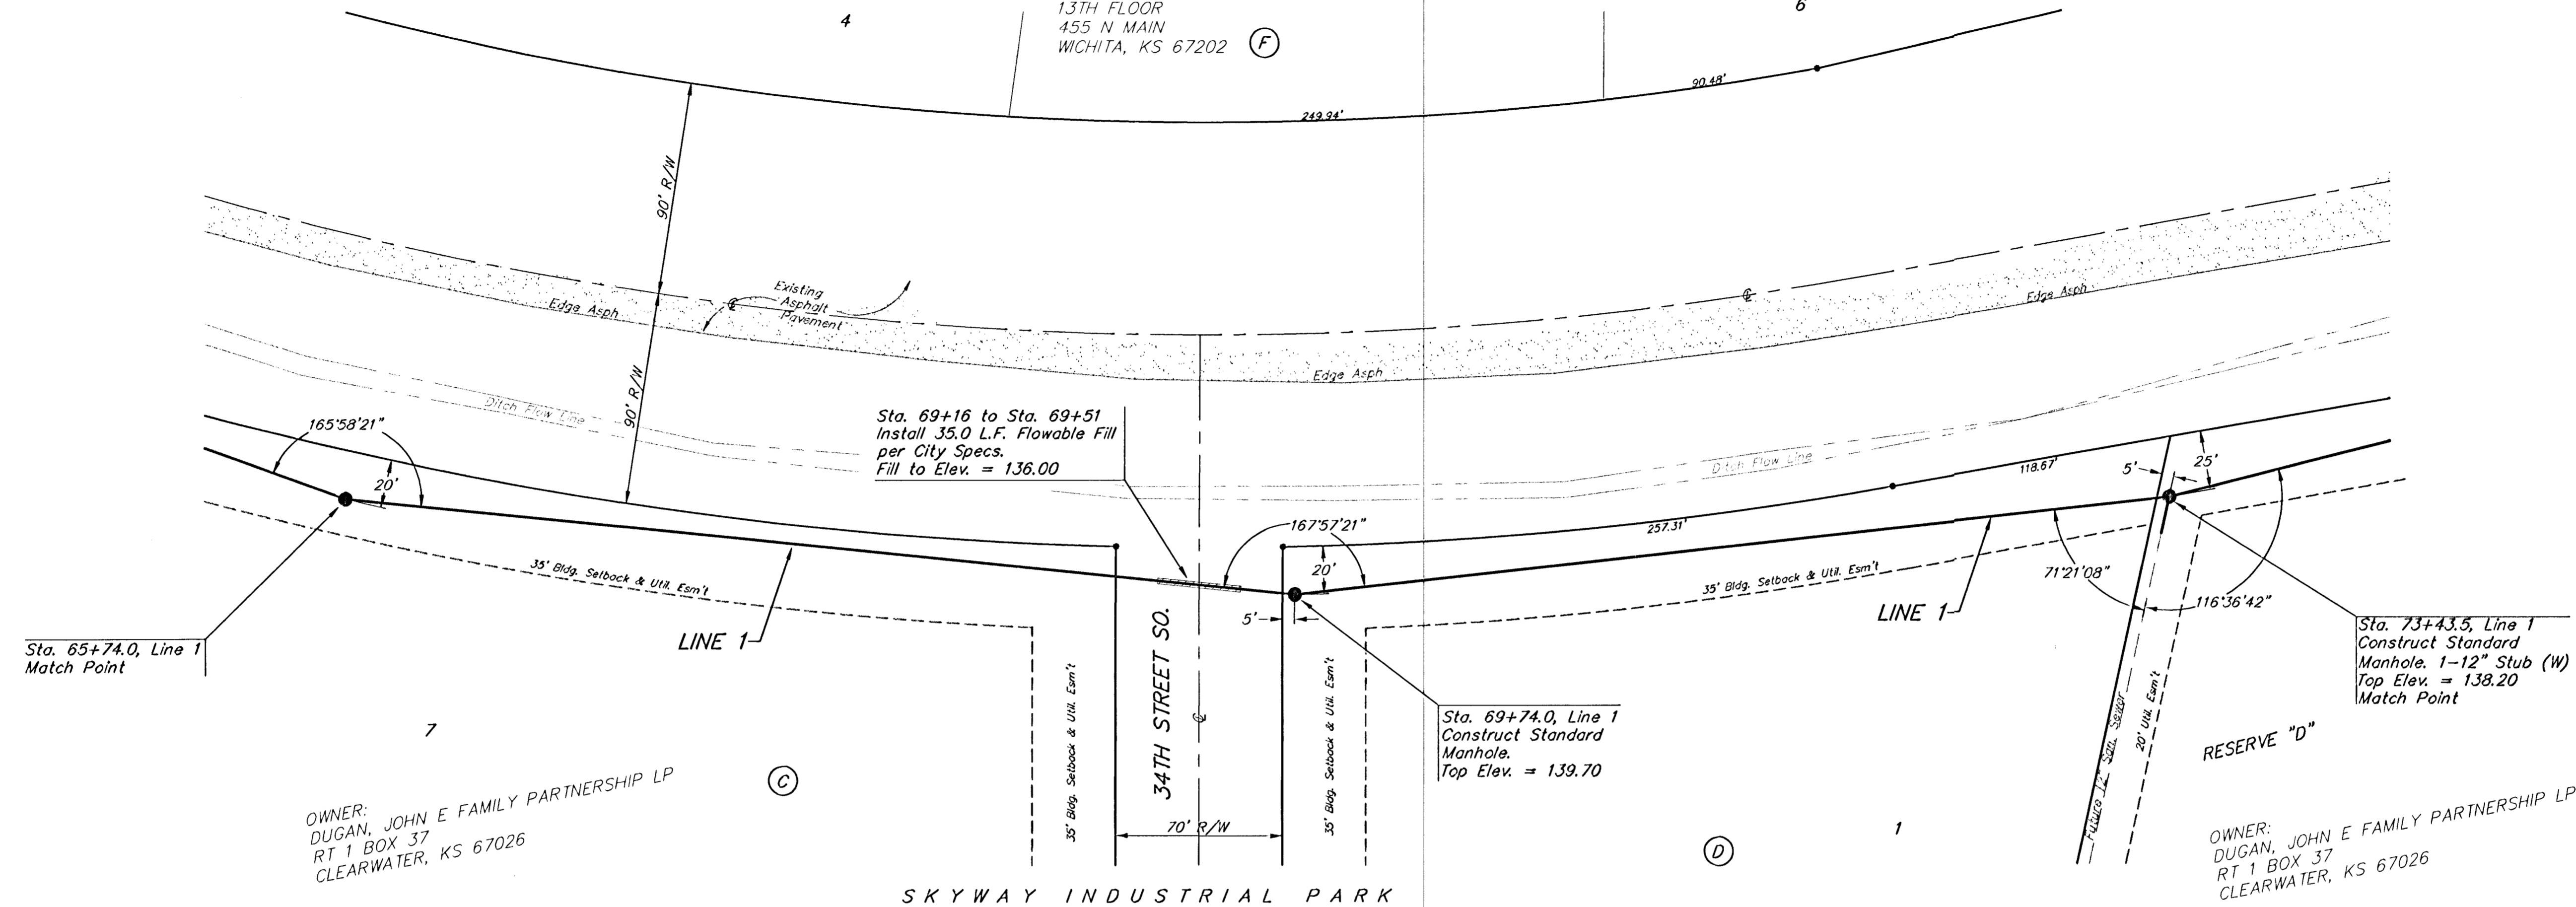 13TH FLOOR
455 N MAIN
WICHITA, KS 67202
F
4
6
90.48'
249.94'
90' R/W
90' R/W
Existing
Asphalt
Pavement
Edge Asph
Edge Asph
Edge Asph
Ditch Flow Line
Ditch Flow Line
165°58'21"
20'
Sta. 69+16 to Sta. 69+51
Install 35.0 L.F. Flowable Fill
per City Specs.
Fill to Elev. = 136.00
118.67'
5'
25'
167°57'21"
257.31'
20'
5'
35' Bldg. Setback & Util. Esm't
35' Bldg. Setback & Util. Esm't
71°21'08"
116°36'42"
LINE 1
LINE 1
Sta. 65+74.0, Line 1
Match Point
Sta. 73+43.5, Line 1
Construct Standard
Manhole. 1-12" Stub (W)
Top Elev. = 138.20
Match Point
Sta. 69+74.0, Line 1
Construct Standard
Manhole.
Top Elev. = 139.70
35' Bldg. Setback & Util. Esm't
34TH STREET SO.
35' Bldg. Setback & Util. Esm't
70' R/W
Future 12" San. Sewer
20' Util. Esm't
RESERVE "D"
7
C
D
1
OWNER:
DUGAN, JOHN E FAMILY PARTNERSHIP LP
RT 1 BOX 37
CLEARWATER, KS 67026
OWNER:
DUGAN, JOHN E FAMILY PARTNERSHIP LP
RT 1 BOX 37
CLEARWATER, KS 67026
SKYWAY INDUSTRIAL PARK